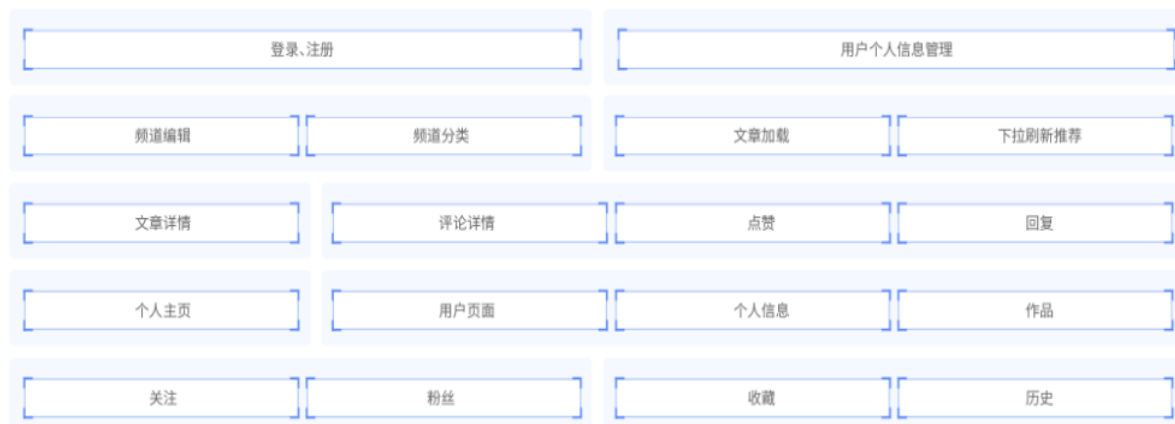 登录、注册 用户个人信息管理
频道编辑 频道分类 文章加载 下拉刷新推荐
文章详情 评论详情 点赞 回复
个人主页 用户页面 个人信息 作品
关注 粉丝 收藏 历史